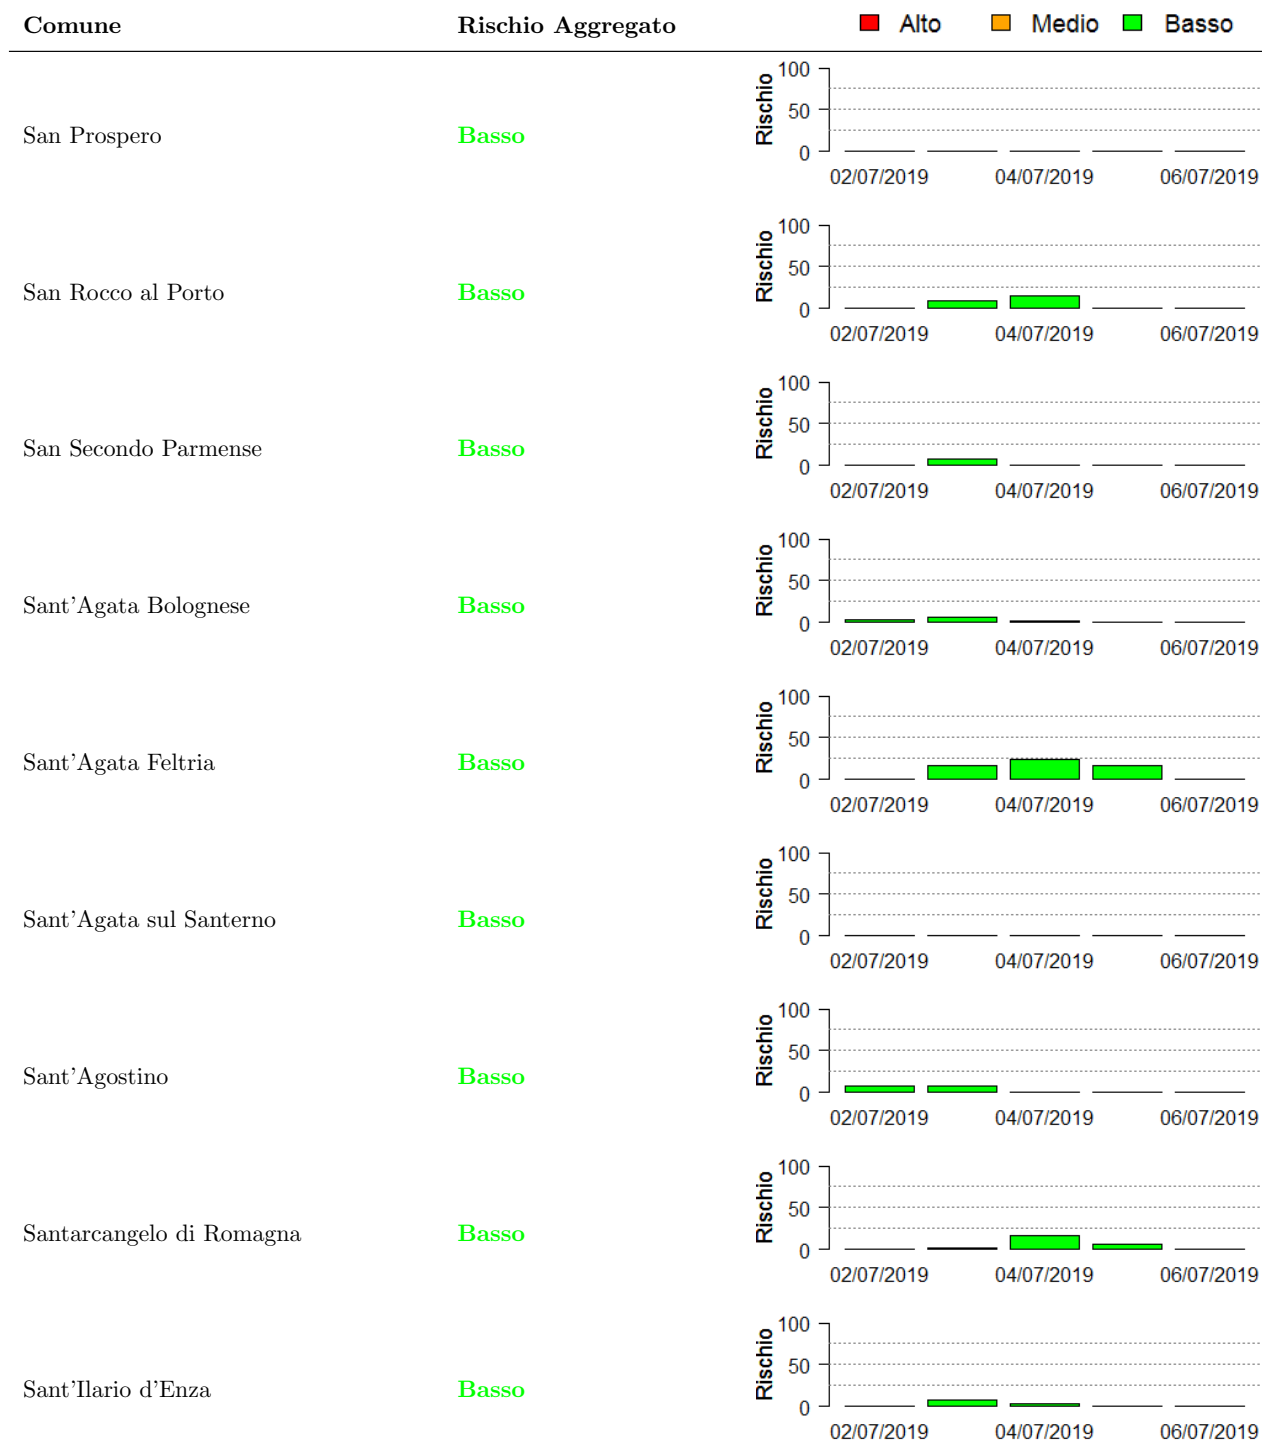 Comune Rischio Aggregato Alto Medio Basso
100
50
0
Rischio
San Prospero Basso
02/07/2019 04/07/2019 06/07/2019
100
50
0
Rischio
San Rocco al Porto Basso
02/07/2019 04/07/2019 06/07/2019
100
50
0
Rischio
San Secondo Parmense Basso
02/07/2019 04/07/2019 06/07/2019
100
50
0
Rischio
Sant'Agata Bolognese Basso
02/07/2019 04/07/2019 06/07/2019
100
50
0
Rischio
Sant'Agata Feltria Basso
02/07/2019 04/07/2019 06/07/2019
100
50
0
Rischio
Sant'Agata sul Santerno Basso
02/07/2019 04/07/2019 06/07/2019
100
50
0
Rischio
Sant'Agostino Basso
02/07/2019 04/07/2019 06/07/2019
100
50
0
Rischio
Santarcangelo di Romagna Basso
02/07/2019 04/07/2019 06/07/2019
100
50
0
Rischio
Sant'Ilario d'Enza Basso
02/07/2019 04/07/2019 06/07/2019